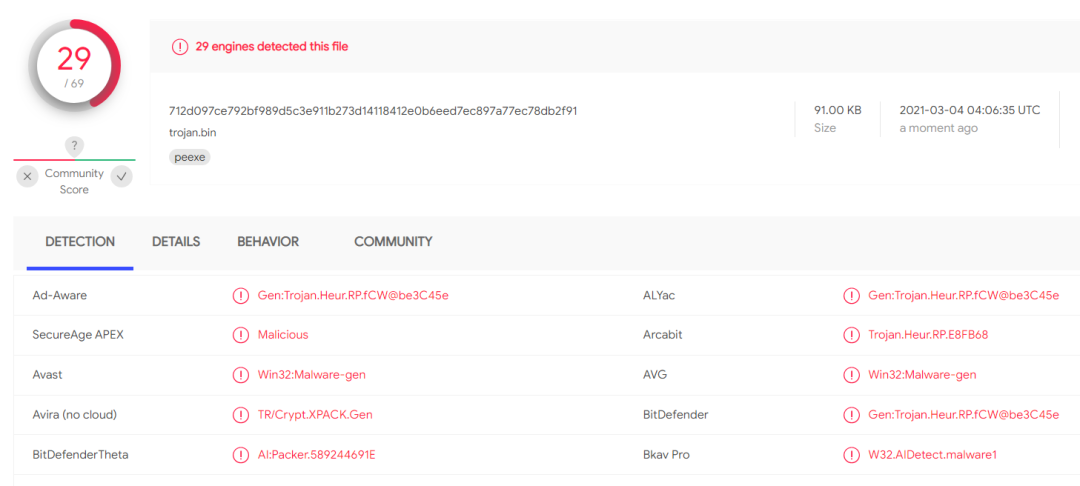 29
/ 69
?
Community
Score
29 engines detected this file
712d097ce792bf989d5c3e911b273d14118412e0b6eed7ec897a77ec78db2f91
trojan.bin
peexe
91.00 KB
Size
2021-03-04 04:06:35 UTC
a moment ago
DETECTION DETAILS BEHAVIOR COMMUNITY
Ad-Aware Gen:Trojan.Heur.RP.fCW@be3C45e ALYac Gen:Trojan.Heur.RP.fCW@be3C45e
SecureAge APEX Malicious Arcabit Trojan.Heur.RP.E8FB68
Avast Win32:Malware-gen AVG Win32:Malware-gen
Avira (no cloud) TR/Crypt.XPACK.Gen BitDefender Gen:Trojan.Heur.RP.fCW@be3C45e
BitDefenderTheta AI:Packer.589244691E Bkav Pro W32.AIDetect.malware1